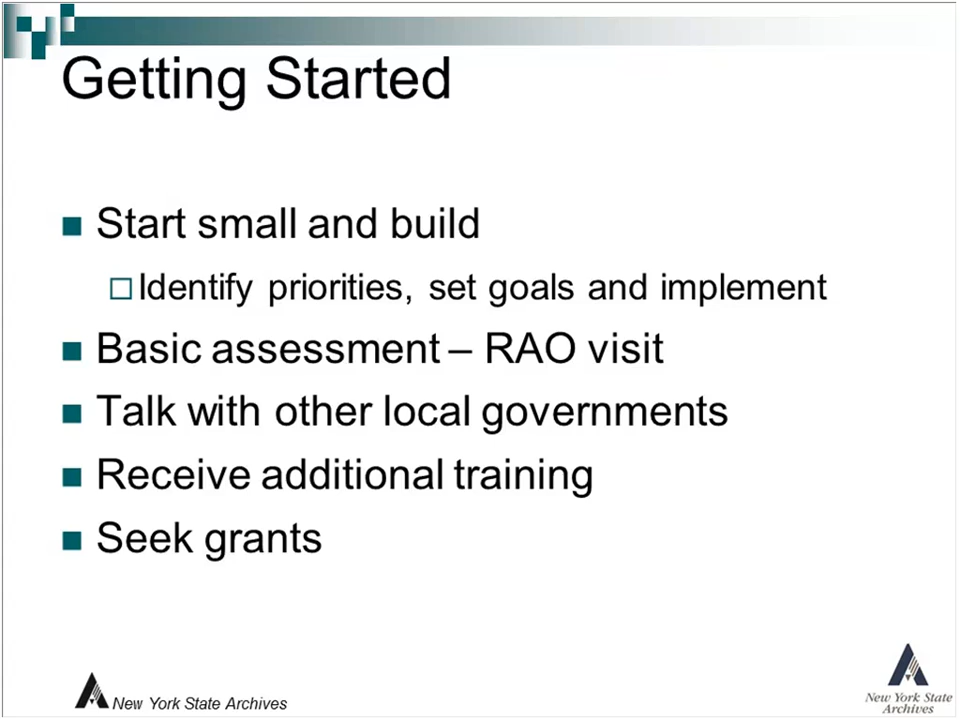 Getting Started
Start small and build
Identify priorities, set goals and implement
Basic assessment – RAO visit
Talk with other local governments
Receive additional training
Seek grants
New York State Archives
New York State
Archives